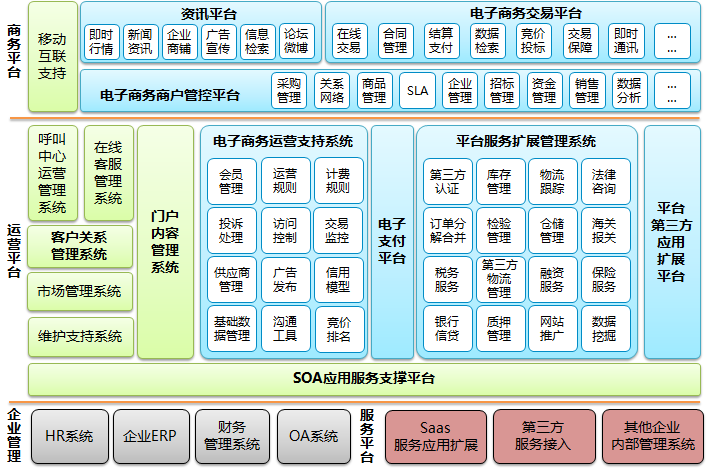 商务平台
移动
互联
支持
资讯平台
即时
行情
新闻
资讯
企业
商铺
广告
宣传
信息
检索
论坛
微博
电子商务交易平台
在线
交易
合同
管理
结算
支付
数据
检索
竞价
投标
交易
保障
即时
通讯
...
...
电子商务商户管控平台
采购
管理
关系
网络
商品
管理
SLA
企业
管理
招标
管理
资金
管理
销售
管理
数据
分析
...
...
运营平台
呼叫
中心
运营
管理
系统
在线
客服
管理
系统
客户关系
管理系统
市场管理系统
维护支持系统
门户
内容
管理
系统
电子商务运营支持系统
会员
管理
运营
规则
计费
规则
投诉
处理
访问
控制
交易
监控
供应商
管理
广告
发布
信用
模型
基础数
据管理
沟通
工具
竞价
排名
电子
支付
平台
平台服务扩展管理系统
第三方
认证
库存
管理
物流
跟踪
法律
咨询
订单分
解合并
检验
管理
仓储
管理
海关
报关
税务
服务
第三方
物流
管理
融资
服务
保险
服务
银行
信贷
质押
管理
网站
推广
数据
挖掘
平台
第三方
应用
扩展
平台
SOA应用服务支撑平台
企业管理
HR系统
企业ERP
财务
管理系统
OA系统
服务平台
Saas
服务应用扩展
第三方
服务接入
其他企业
内部管理系统